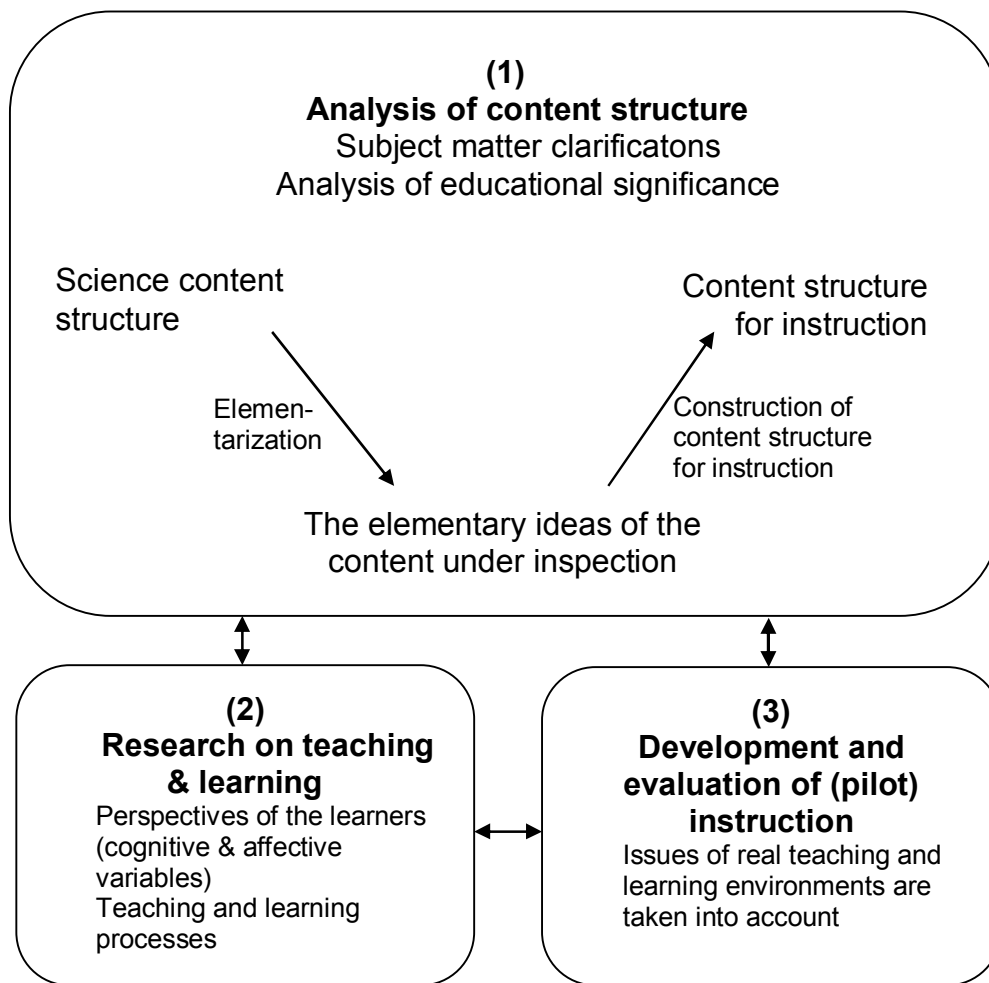 (1)
Analysis of content structure
Subject matter clarificatons
Analysis of educational significance
Science content
structure
Content structure
for instruction
Elemen-
tarization
Construction of
content structure
for instruction
The elementary ideas of the
content under inspection
(2)
Research on teaching
& learning
Perspectives of the learners
(cognitive & affective
variables)
Teaching and learning
processes
(3)
Development and
evaluation of (pilot)
instruction
Issues of real teaching and
learning environments are
taken into account